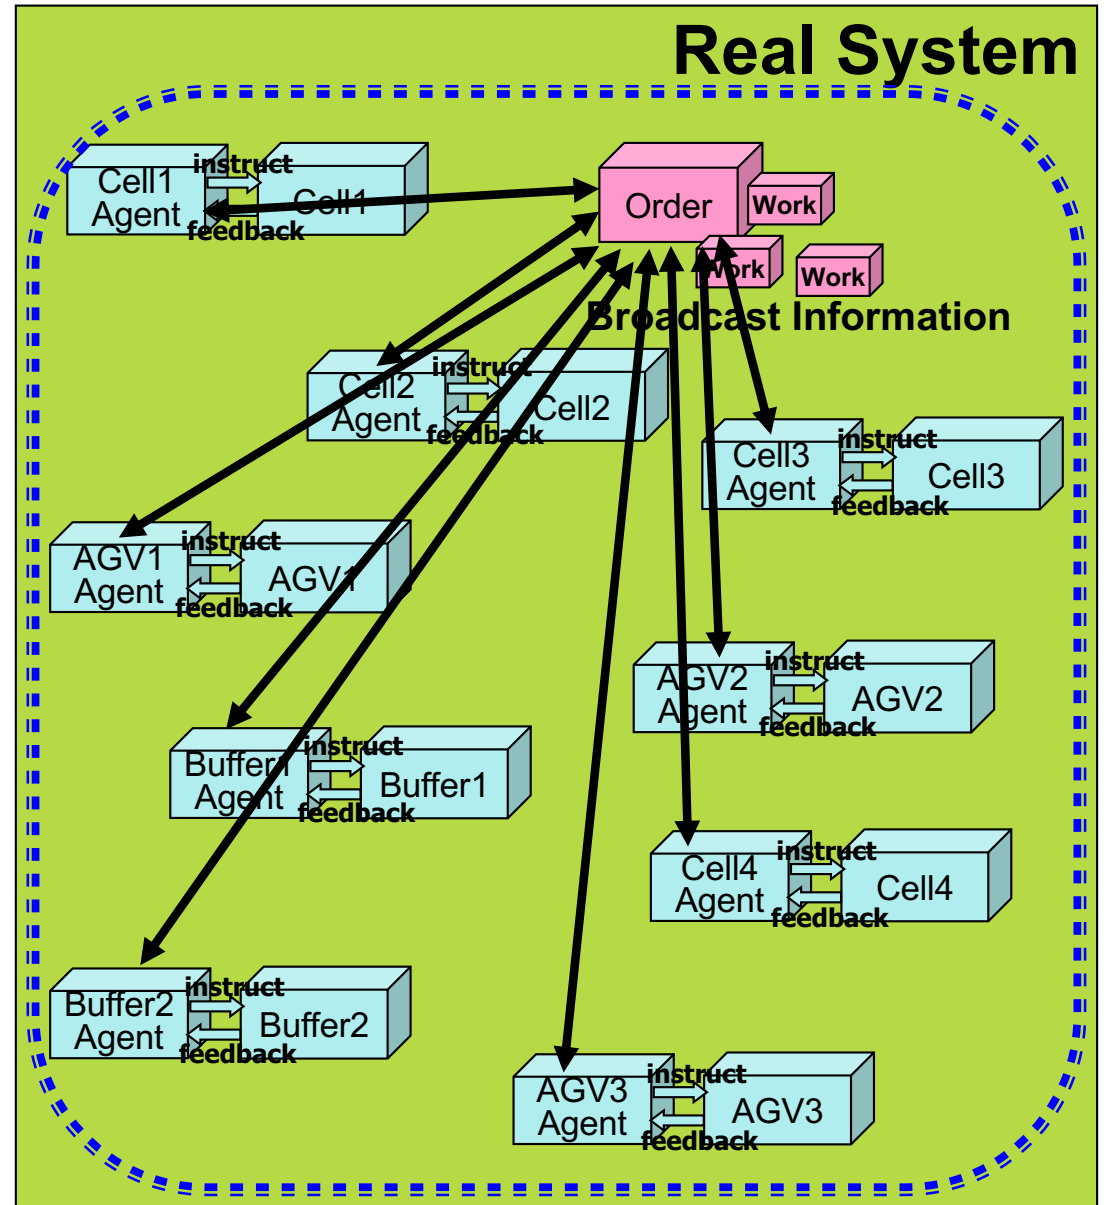 Real System
instruct
Cell1
Agent
Cell1
feedback
Order
Work
Work
Work
Broadcast Information
instruct
Cell2
Agent
Cell2
feedback
instruct
Cell3
Agent
Cell3
feedback
instruct
AGV1
Agent
AGV1
feedback
instruct
AGV2
Agent
AGV2
feedback
instruct
Buffer1
Agent
Buffer1
feedback
instruct
Cell4
Agent
Cell4
feedback
instruct
Buffer2
Agent
Buffer2
feedback
instruct
AGV3
Agent
AGV3
feedback